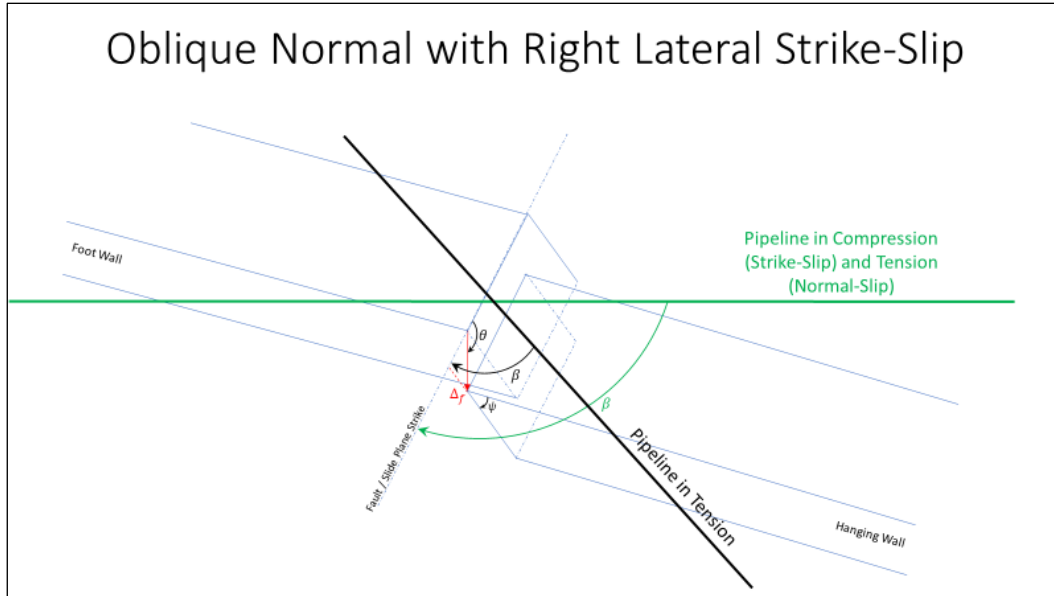 Oblique Normal with Right Lateral Strike-Slip
Pipeline in Compression
(Strike-Slip) and Tension
(Normal-Slip)
Foot Wall
θ
β
Δf
ψ
β
Fault / Slide Plane Strike
Pipeline in Tension
Hanging Wall